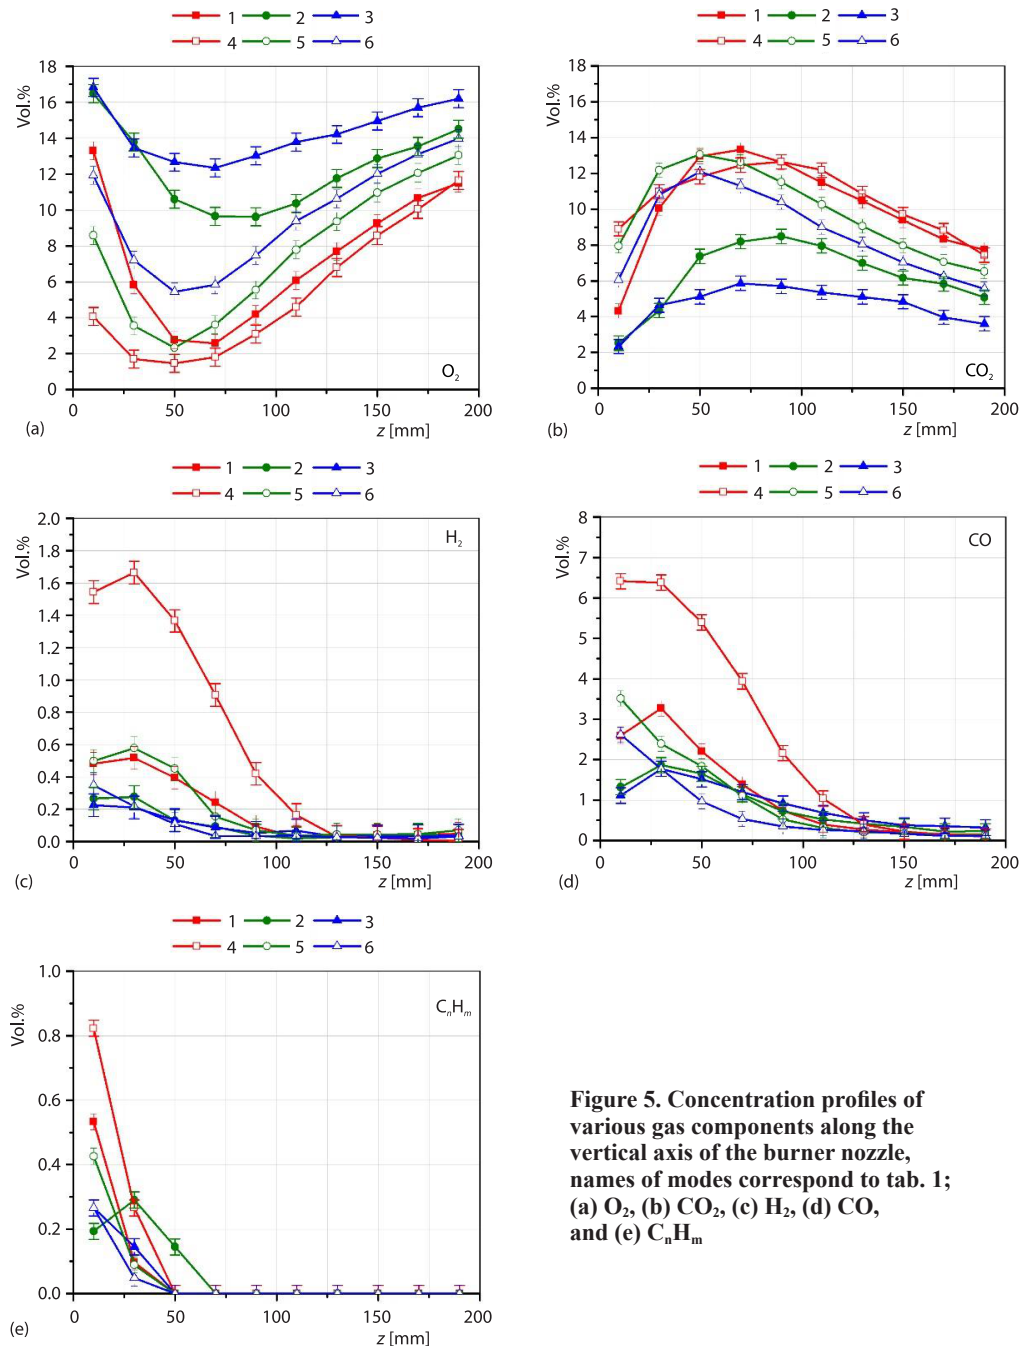 1 2 3
4 5 6
18
16
14
12
10
8
6
4
2
0
Vol.%
O₂
0 50 100 150 200
z [mm]
(a)
1 2 3
4 5 6
18
16
14
12
10
8
6
4
2
0
Vol.%
CO₂
0 50 100 150 200
z [mm]
(b)
1 2 3
4 5 6
2.0
1.8
1.6
1.4
1.2
1.0
0.8
0.6
0.4
0.2
0.0
Vol.%
H₂
0 50 100 150 200
z [mm]
(c)
1 2 3
4 5 6
8
7
6
5
4
3
2
1
0
Vol.%
CO
0 50 100 150 200
z [mm]
(d)
1 2 3
4 5 6
1.0
0.8
0.6
0.4
0.2
0.0
Vol.%
CₙHₘ
0 50 100 150 200
z [mm]
(e)
Figure 5. Concentration profiles of
various gas components along the
vertical axis of the burner nozzle,
names of modes correspond to tab. 1;
(a) O₂, (b) CO₂, (c) H₂, (d) CO,
and (e) CₙHₘ